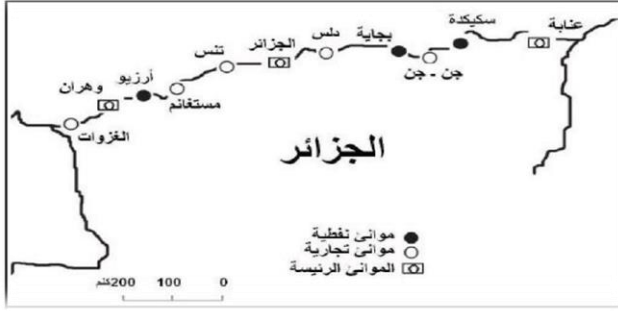 عنابة
سكيكدة
جن - جن
بجاية
دلس
الجزائر
تنس
مستغانم
أرزيو
وهران
الغزوات
الجزائر
موانئ نفطية
موانئ تجارية
الموانئ الرئيسة
0 100 200كلم